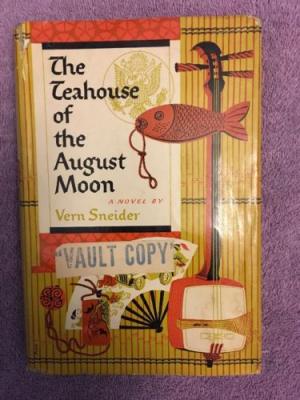 The
Teahouse
of
the
August
Moon
A NOVEL BY
Vern Sneider
"VAULT COPY"